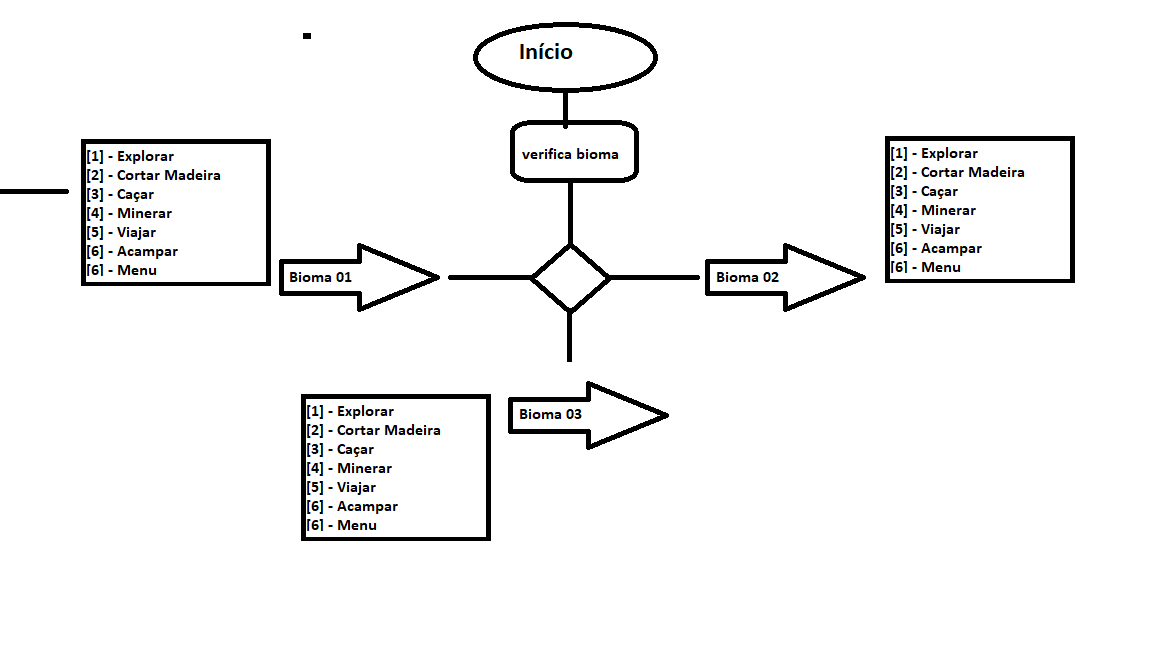 Início
verifica bioma
[1] - Explorar
[2] - Cortar Madeira
[3] - Caçar
[4] - Minerar
[5] - Viajar
[6] - Acampar
[6] - Menu
Bioma 01
Bioma 02
[1] - Explorar
[2] - Cortar Madeira
[3] - Caçar
[4] - Minerar
[5] - Viajar
[6] - Acampar
[6] - Menu
[1] - Explorar
[2] - Cortar Madeira
[3] - Caçar
[4] - Minerar
[5] - Viajar
[6] - Acampar
[6] - Menu
Bioma 03